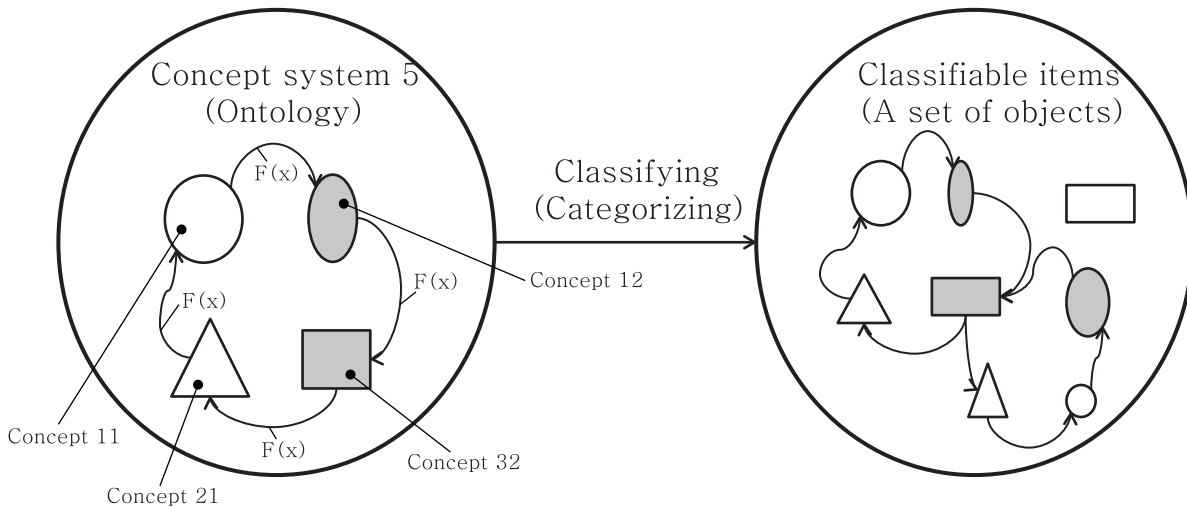 Concept system 5
(Ontology)
F(x)
F(x)
F(x)
F(x)
Concept 11
Concept 21
Concept 32
Concept 12
Classifying
(Categorizing)
Classifiable items
(A set of objects)